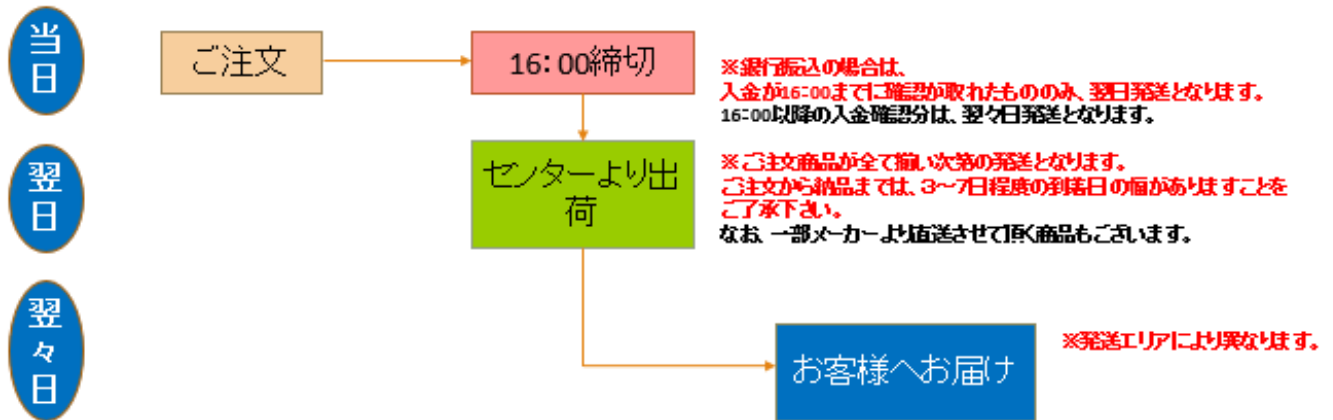 当日
ご注文
16：00締切
※銀行振込の場合は、
入金が16：00までに確認が取れたもののみ、翌日発送となります。
16：00以降の入金確認分は、翌々日発送となります。
翌日
センターより出
荷
※ご注文商品が全て揃い次第の発送となります。
ご注文から納品までは、3～7日程度の到着日の幅がありますことを
ご了承下さい。
なお、一部メーカーより直送させて頂く商品もございます。
翌々日
お客様へお届け
※発送エリアにより異なります。